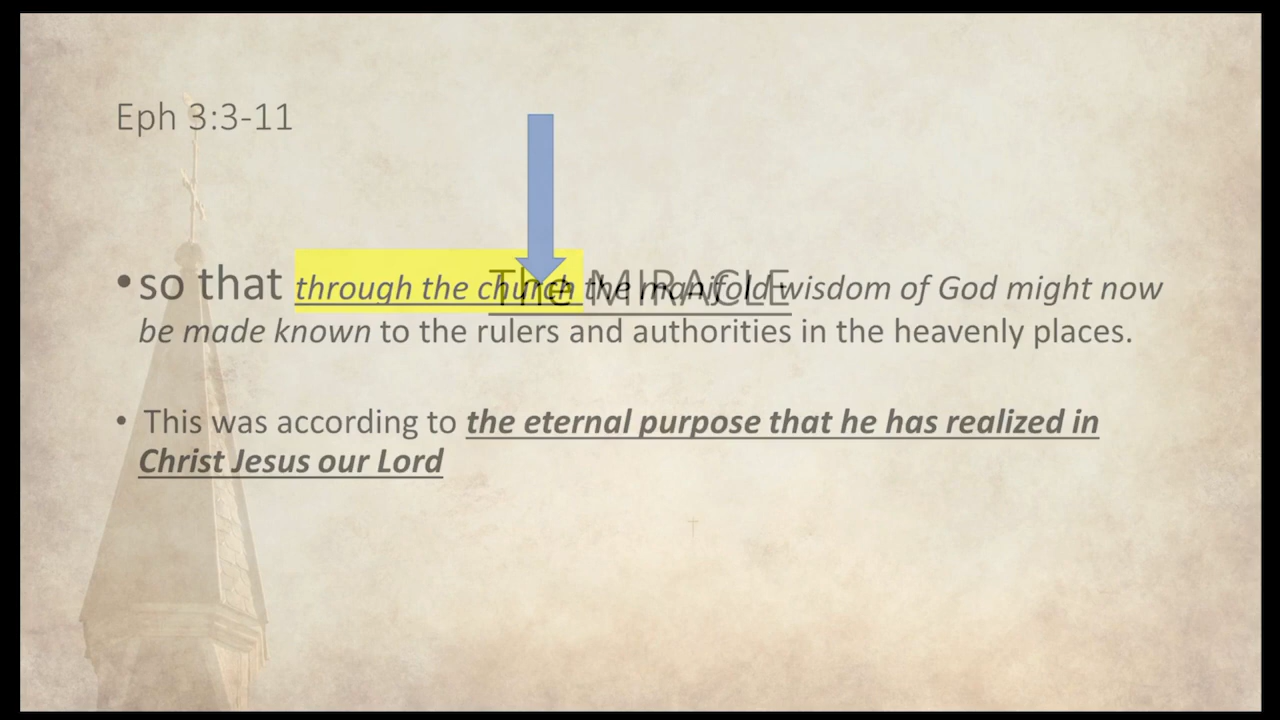 Eph 3:3-11
The MIRACLE
•so that through the church the manifold wisdom of God might now
be made known to the rulers and authorities in the heavenly places.
• This was according to the eternal purpose that he has realized in
Christ Jesus our Lord